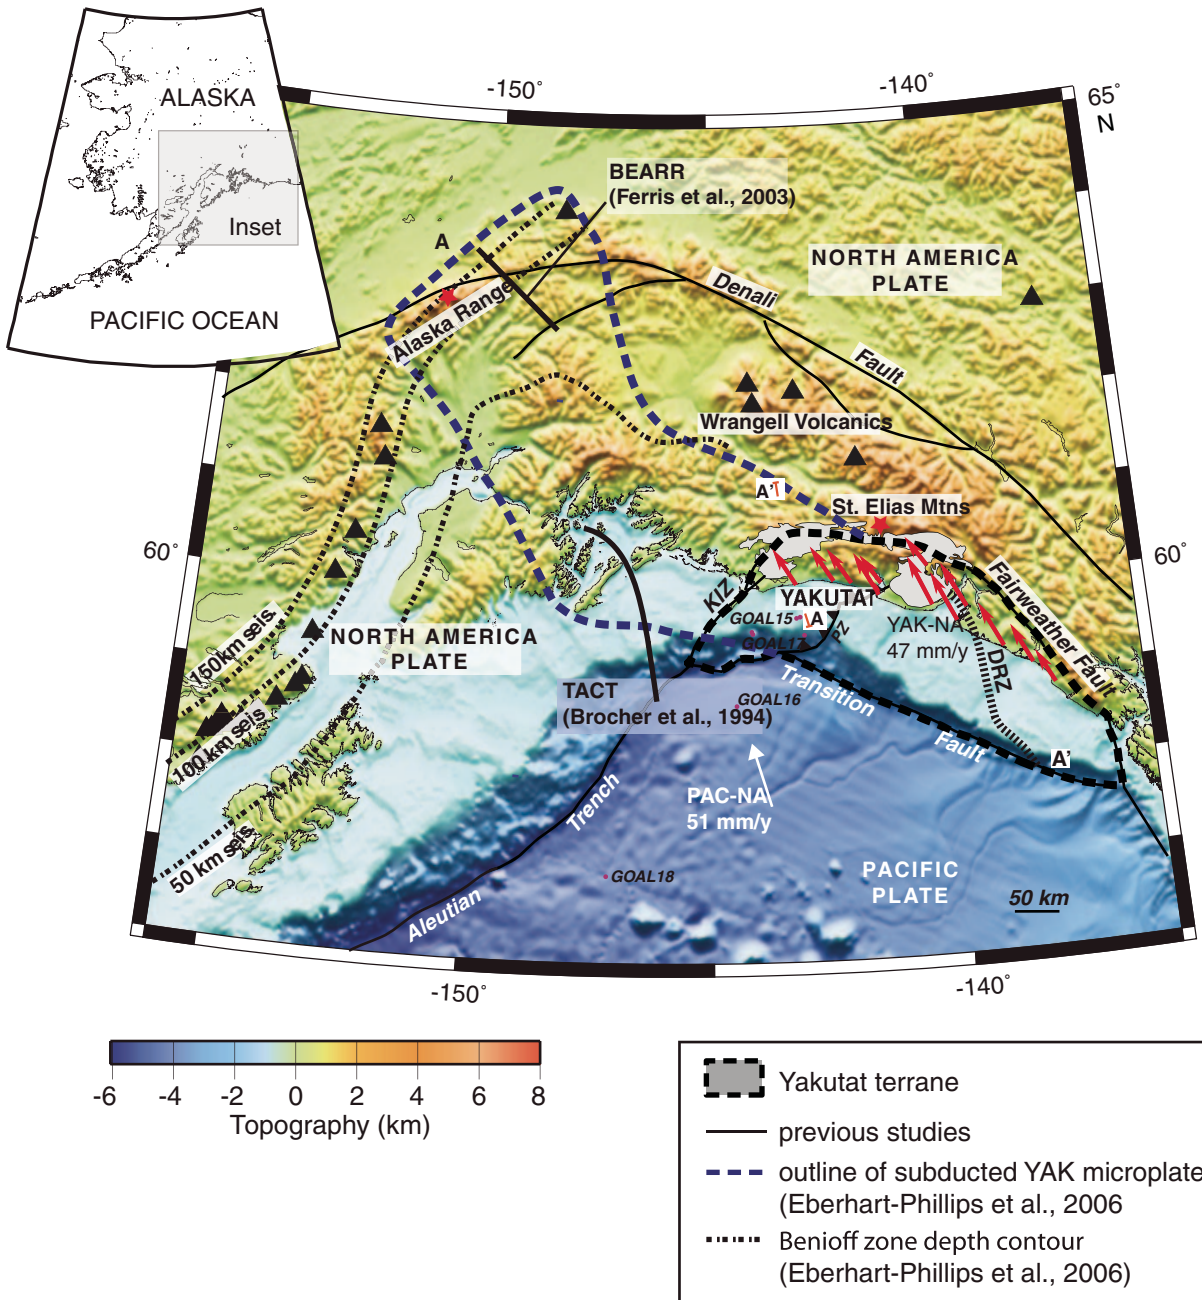 ALASKA
Inset
PACIFIC OCEAN
-150°
-140°
65°
N
BEARR
(Ferris et al., 2003)
A
NORTH AMERICA
PLATE
Denali
Fault
Alaska Range
Wrangell Volcanics
A'
St. Elias Mtns
60°
60°
KIZ
YAKUTAT
Fairweather Fault
GOAL15
A
GOAL17
PZ
YAK-NA
47 mm/y
DRZ
150km seis.
NORTH AMERICA
PLATE
TACT
(Brocher et al., 1994)
GOAL16
Transition
Fault
A'
100 km seis.
PAC-NA
51 mm/y
Trench
50 km seis.
GOAL18
PACIFIC
PLATE
50 km
Aleutian
-150°
-140°
-6 -4 -2 0 2 4 6 8
Topography (km)
Yakutat terrane
previous studies
outline of subducted YAK microplate
(Eberhart-Phillips et al., 2006
Benioff zone depth contour
(Eberhart-Phillips et al., 2006)